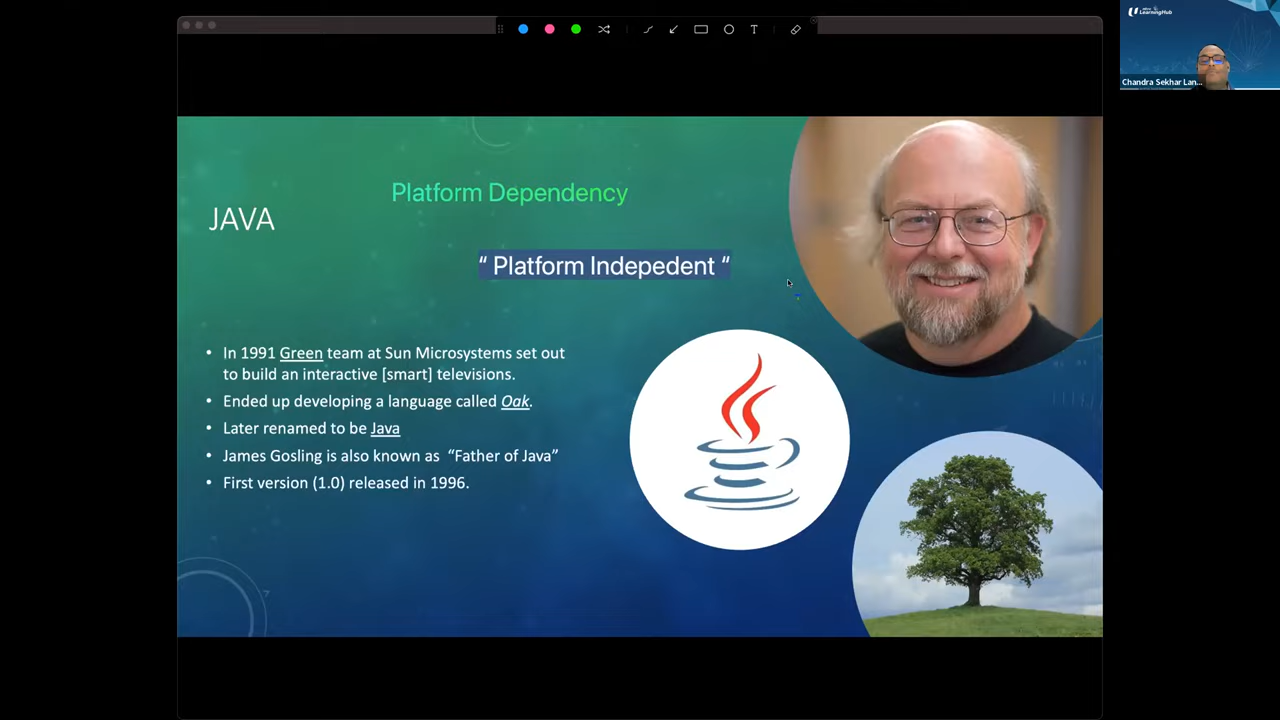 T
LearningHub
Chandra Sekhar Lan...
JAVA
Platform Dependency
“ Platform Indepedent “
• In 1991 Green team at Sun Microsystems set out
to build an interactive [smart] televisions.
• Ended up developing a language called Oak.
• Later renamed to be Java
• James Gosling is also known as “Father of Java”
• First version (1.0) released in 1996.